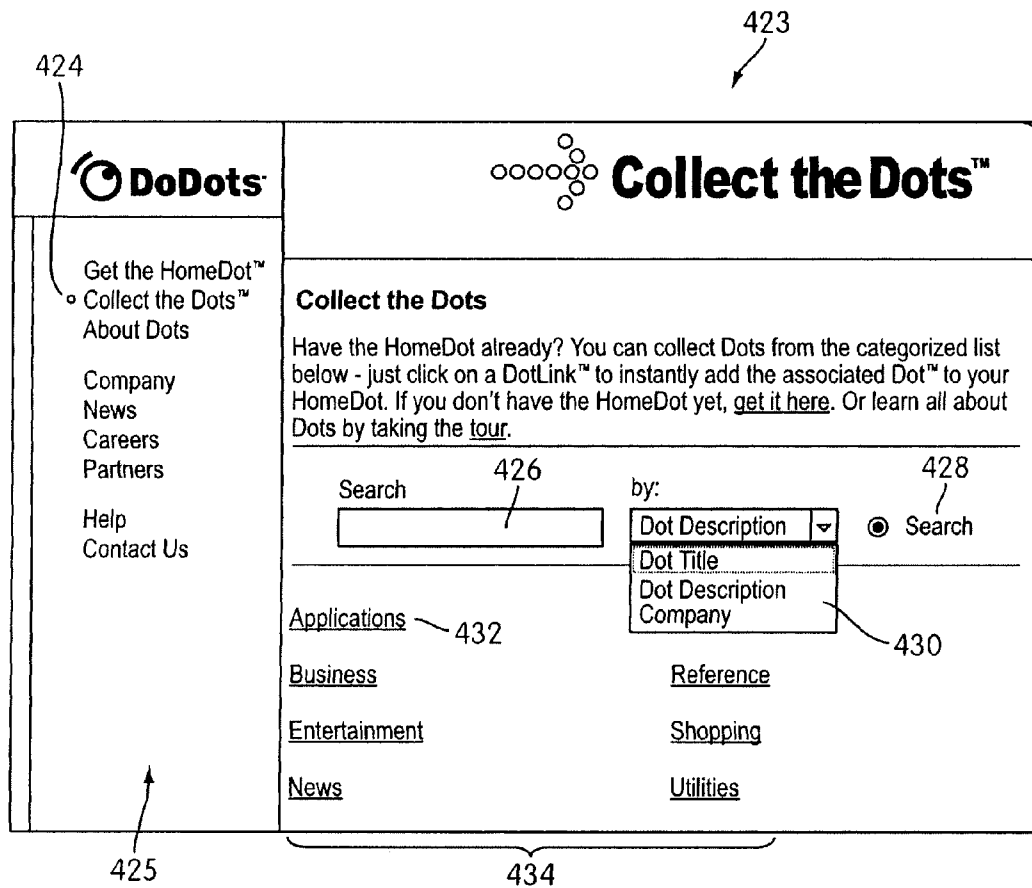 423
424
DoDots
Collect the Dots™
Get the HomeDot™
Collect the Dots™
About Dots
Company
News
Careers
Partners
Help
Contact Us
425
Collect the Dots
Have the HomeDot already? You can collect Dots from the categorized list
below - just click on a DotLink™ to instantly add the associated Dot™ to your
HomeDot. If you don't have the HomeDot yet, get it here. Or learn all about
Dots by taking the tour.
Search
426
by:
428
Dot Description
Search
Dot Title
Dot Description
Company
430
Applications
432
Business
Reference
Entertainment
Shopping
News
Utilities
434